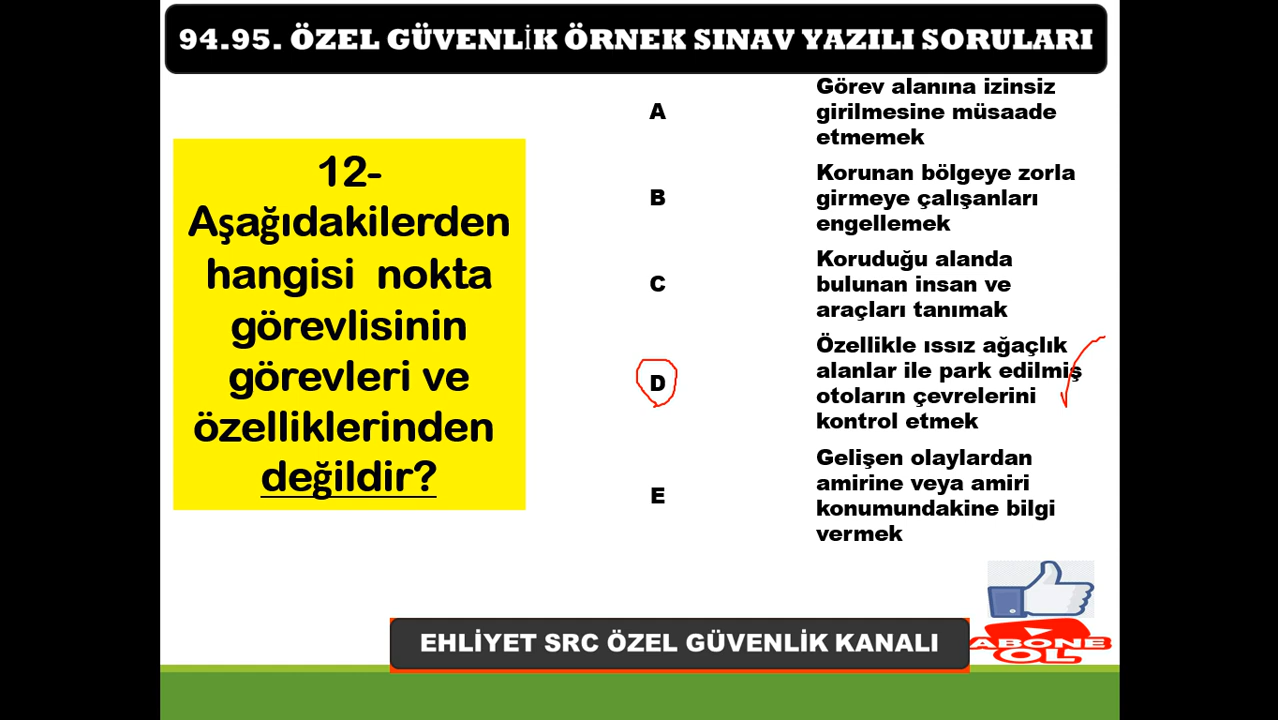 94.95. ÖZEL GÜVENLİK ÖRNEK SINAV YAZILI SORULARI
12-
Aşağıdakilerden
hangisi nokta
görevlisinin
görevleri ve
özelliklerinden
değildir?
A
Görev alanına izinsiz
girilmesine müsaade
etmemek
B
Korunan bölgeye zorla
girmeye çalışanları
engellemek
C
Koruduğu alanda
bulunan insan ve
araçları tanımak
D
Özellikle ıssız ağaçlık
alanlar ile park edilmiş
otoların çevrelerini
kontrol etmek
E
Gelişen olaylardan
amirine veya amiri
konumundakine bilgi
vermek
EHLİYET SRC ÖZEL GÜVENLİK KANALI
ABONE
OL